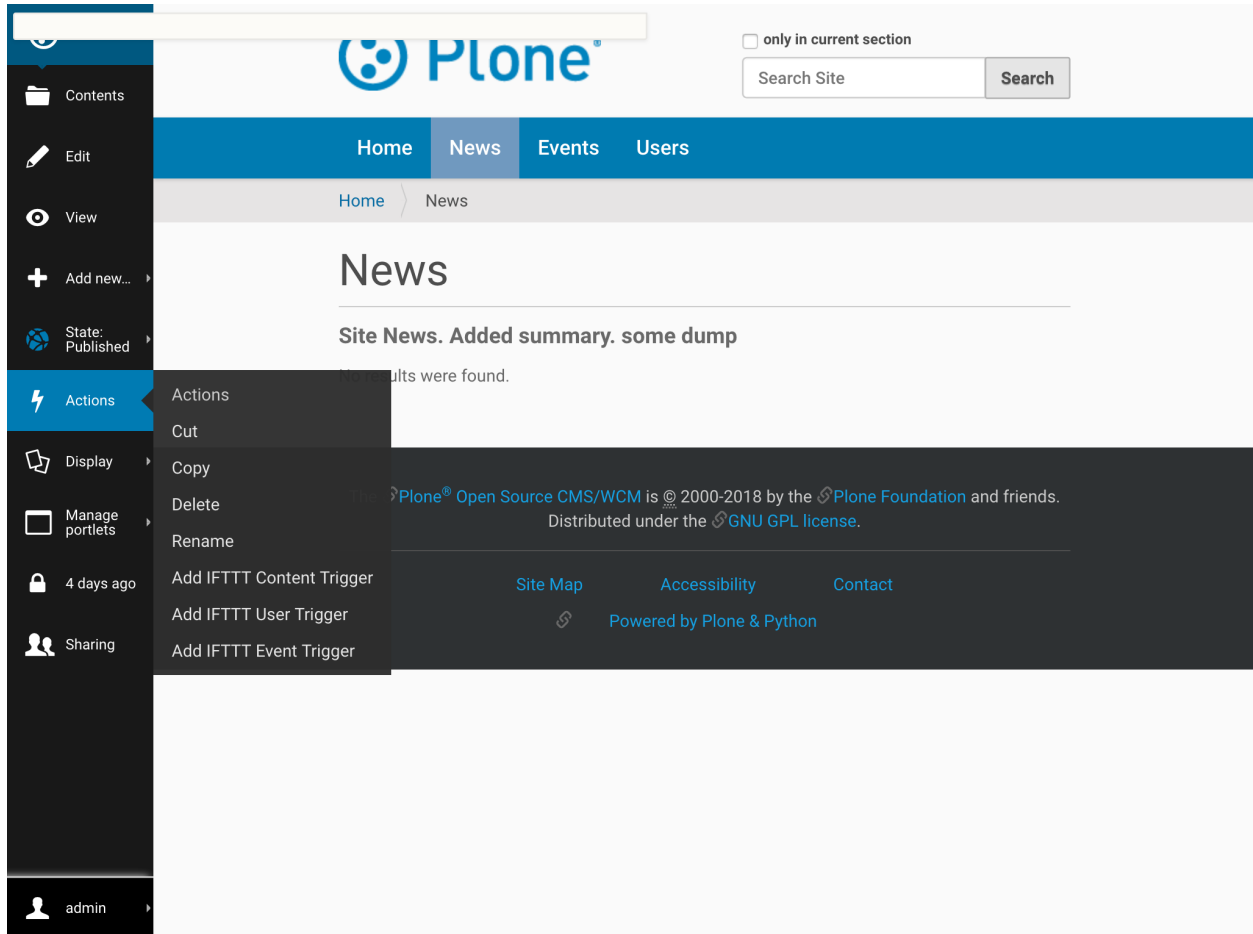 Plone®
only in current section
Search Site
Search
Contents
Edit
View
Add new...
State:
Published
Actions
Display
Manage
portlets
4 days ago
Sharing
admin
Home
News
Events
Users
Home
News
News
Site News. Added summary. some dump
No results were found.
Actions
Cut
Copy
Delete
Rename
Add IFTTT Content Trigger
Add IFTTT User Trigger
Add IFTTT Event Trigger
The Plone® Open Source CMS/WCM is © 2000-2018 by the Plone Foundation and friends.
Distributed under the GNU GPL license.
Site Map
Accessibility
Contact
Powered by Plone & Python